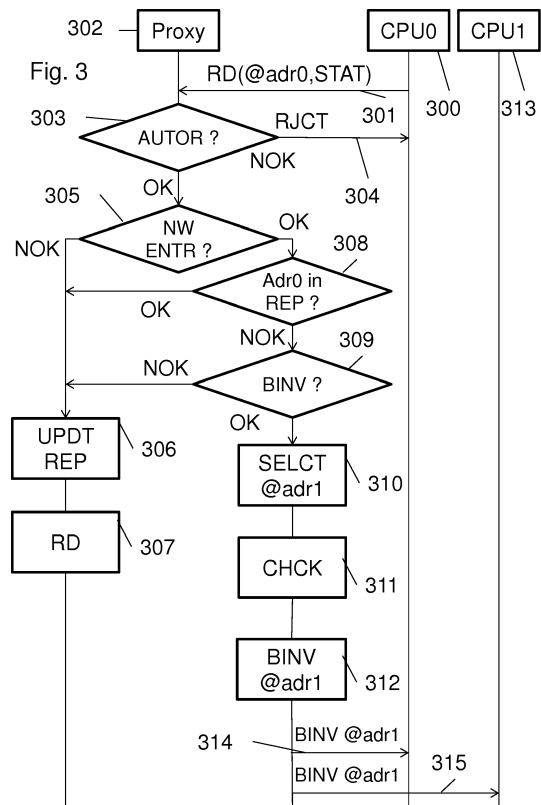 302
Proxy
CPU0
CPU1
Fig. 3
RD(@adr0,STAT)
301
300
313
303
AUTOR ?
RJCT
NOK
304
OK
305
NW
ENTR ?
OK
NOK
308
Adr0 in
REP ?
OK
NOK
309
NOK
BINV ?
OK
UPDT
REP
306
SELCT
@adr1
310
RD
307
CHCK
311
BINV
@adr1
312
BINV @adr1
314
BINV @adr1
315